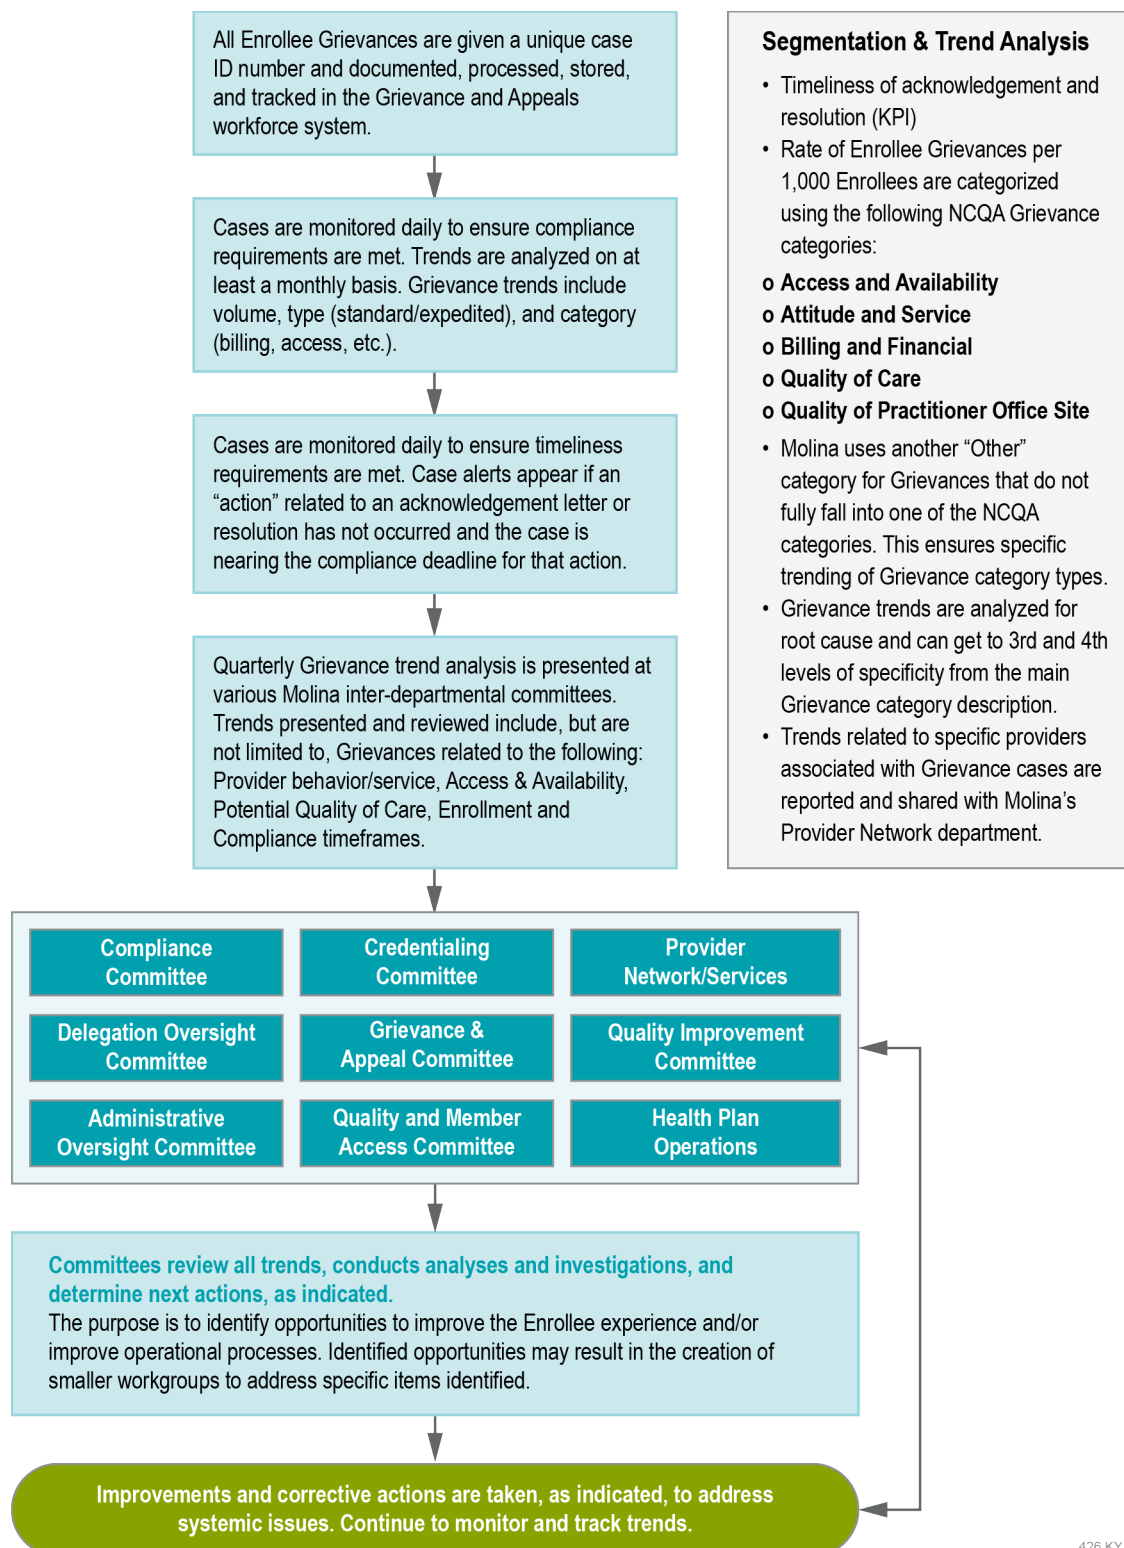 All Enrollee Grievances are given a unique case
ID number and documented, processed, stored,
and tracked in the Grievance and Appeals
workforce system.
Cases are monitored daily to ensure compliance
requirements are met. Trends are analyzed on at
least a monthly basis. Grievance trends include
volume, type (standard/expedited), and category
(billing, access, etc.).
Cases are monitored daily to ensure timeliness
requirements are met. Case alerts appear if an
“action” related to an acknowledgement letter or
resolution has not occurred and the case is
nearing the compliance deadline for that action.
Quarterly Grievance trend analysis is presented at
various Molina inter-departmental committees.
Trends presented and reviewed include, but are
not limited to, Grievances related to the following:
Provider behavior/service, Access & Availability,
Potential Quality of Care, Enrollment and
Compliance timeframes.
Segmentation & Trend Analysis
• Timeliness of acknowledgement and
resolution (KPI)
• Rate of Enrollee Grievances per
1,000 Enrollees are categorized
using the following NCQA Grievance
categories:
o Access and Availability
o Attitude and Service
o Billing and Financial
o Quality of Care
o Quality of Practitioner Office Site
• Molina uses another “Other”
category for Grievances that do not
fully fall into one of the NCQA
categories. This ensures specific
trending of Grievance category types.
• Grievance trends are analyzed for
root cause and can get to 3rd and 4th
levels of specificity from the main
Grievance category description.
• Trends related to specific providers
associated with Grievance cases are
reported and shared with Molina’s
Provider Network department.
Compliance
Committee
Credentialing
Committee
Provider
Network/Services
Delegation Oversight
Committee
Grievance &
Appeal Committee
Quality Improvement
Committee
Administrative
Oversight Committee
Quality and Member
Access Committee
Health Plan
Operations
Committees review all trends, conducts analyses and investigations, and
determine next actions, as indicated.
The purpose is to identify opportunities to improve the Enrollee experience and/or
improve operational processes. Identified opportunities may result in the creation of
smaller workgroups to address specific items identified.
Improvements and corrective actions are taken, as indicated, to address
systemic issues. Continue to monitor and track trends.
426 KY